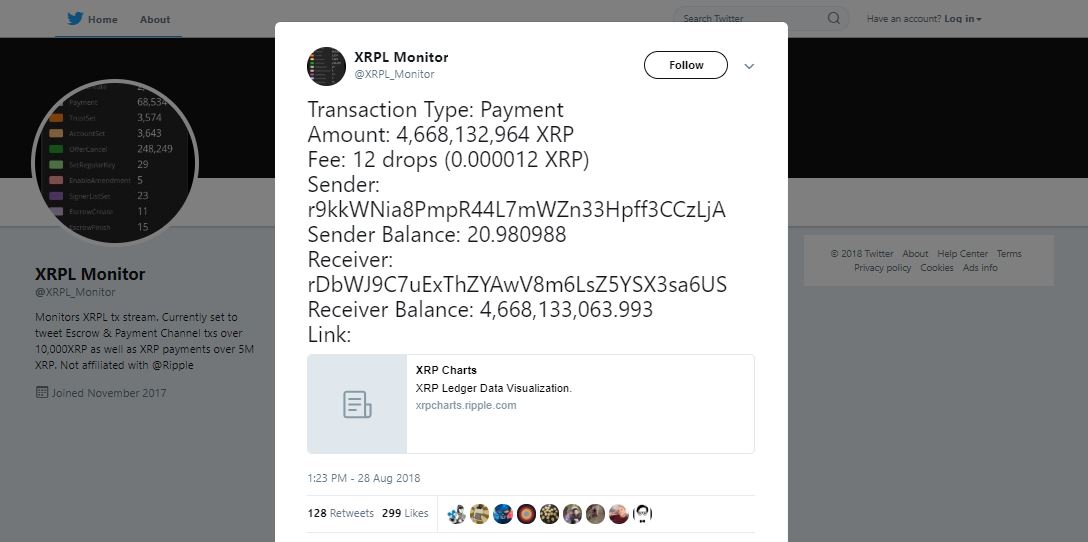 Home About
Search Twitter
Have an account? Log in
Payment 68,534
TrustSet 3,574
AccountSet 3,643
OfferCancel 248,249
SetRegularKey 29
EnableAmendment 5
SignerListSet 23
EscrowCreate 11
EscrowFinish 15
XRPL Monitor
@XRPL_Monitor
Monitors XRPL tx stream. Currently set to
tweet Escrow & Payment Channel txs over
10,000XRP as well as XRP payments over 5M
XRP. Not affiliated with @Ripple
Joined November 2017
XRPL Monitor
@XRPL_Monitor
Follow
Transaction Type: Payment
Amount: 4,668,132,964 XRP
Fee: 12 drops (0.000012 XRP)
Sender:
r9kkWNia8PmpR44L7mWZn33Hpff3CCzLjA
Sender Balance: 20.980988
Receiver:
rDbWJ9C7uExThZYAwV8m6LsZ5YSX3sa6US
Receiver Balance: 4,668,133,063.993
Link:
XRP Charts
XRP Ledger Data Visualization.
xrpcharts.ripple.com
1:23 PM - 28 Aug 2018
128 Retweets 299 Likes
© 2018 Twitter About Help Center Terms
Privacy policy Cookies Ads info